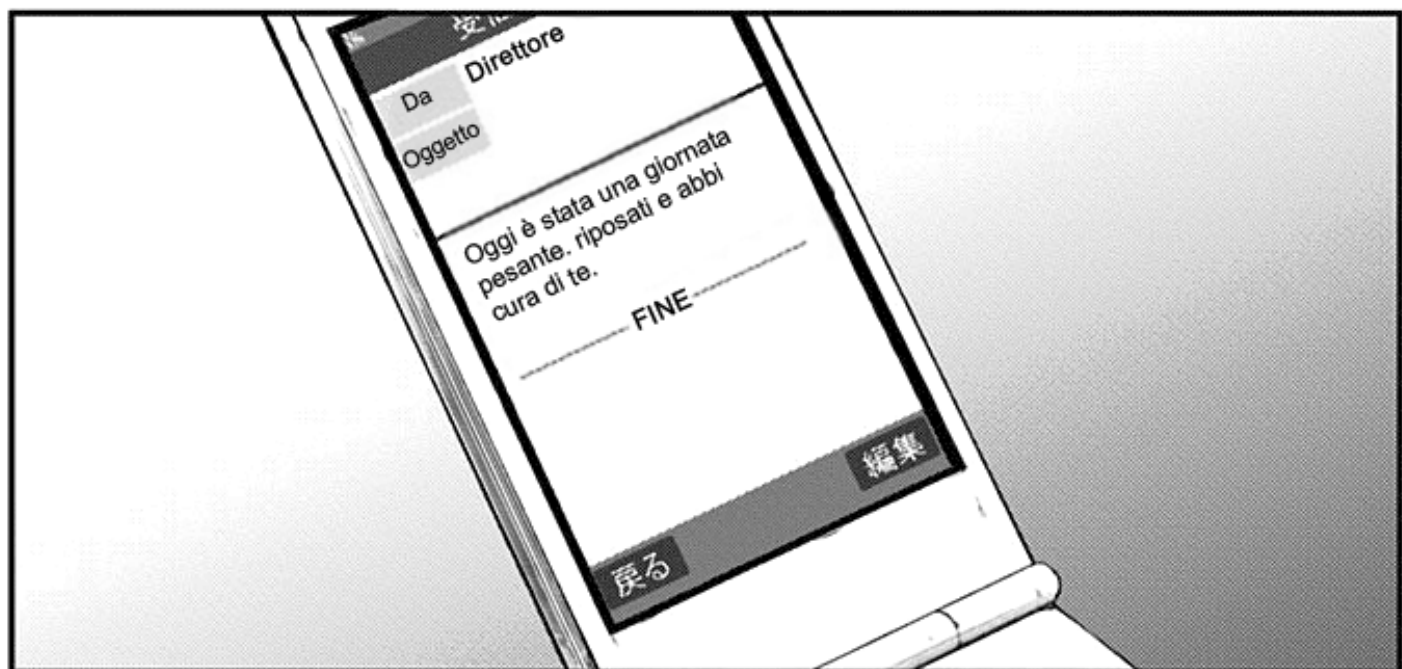 Da Direttore
Oggetto
Oggi è stata una giornata
pesante. riposati e abbi
cura di te.
FINE
編集
戻る